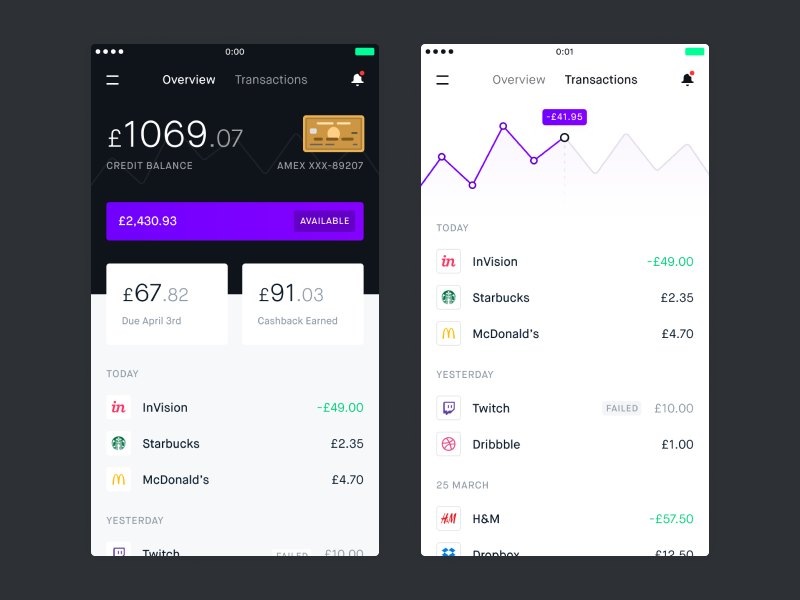 0:00
Overview Transactions
£1069.07
CREDIT BALANCE AMEX XXX-89207
£2,430.93 AVAILABLE
£67.82 £91.03
Due April 3rd Cashback Earned
TODAY
in InVision -£49.00
Starbucks £2.35
McDonald's £4.70
YESTERDAY
Twitch FAILED £10.00
0:01
Overview Transactions
-£41.95
TODAY
in InVision -£49.00
Starbucks £2.35
McDonald's £4.70
YESTERDAY
Twitch FAILED £10.00
Dribbble £1.00
25 MARCH
H&M H&M -£57.50
Dropbox £12.50